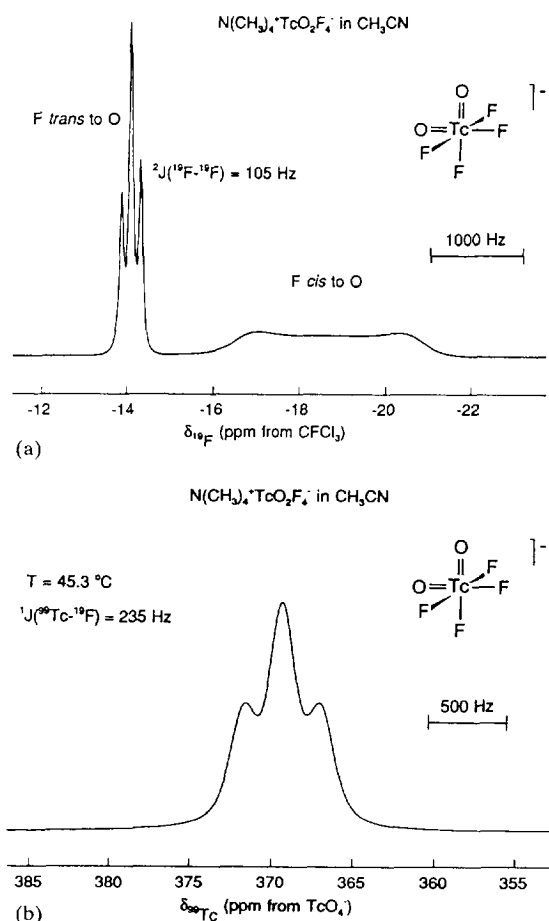 N(CH₃)₄⁺TcO₂F₄⁻ in CH₃CN
F trans to O
²J(¹⁹F-¹⁹F) = 105 Hz
O
O=Tc-F
F
F
F
]⁻
1000 Hz
F cis to O
-12 -14 -16 -18 -20 -22
δ₁₉F (ppm from CFCl₃)
(a)
N(CH₃)₄⁺TcO₂F₄⁻ in CH₃CN
T = 45.3 °C
¹J(⁹⁹Tc-¹⁹F) = 235 Hz
O
O=Tc-F
F
F
F
]⁻
500 Hz
385 380 375 370 365 360 355
δ₉₉Tc (ppm from TcO₄⁻)
(b)